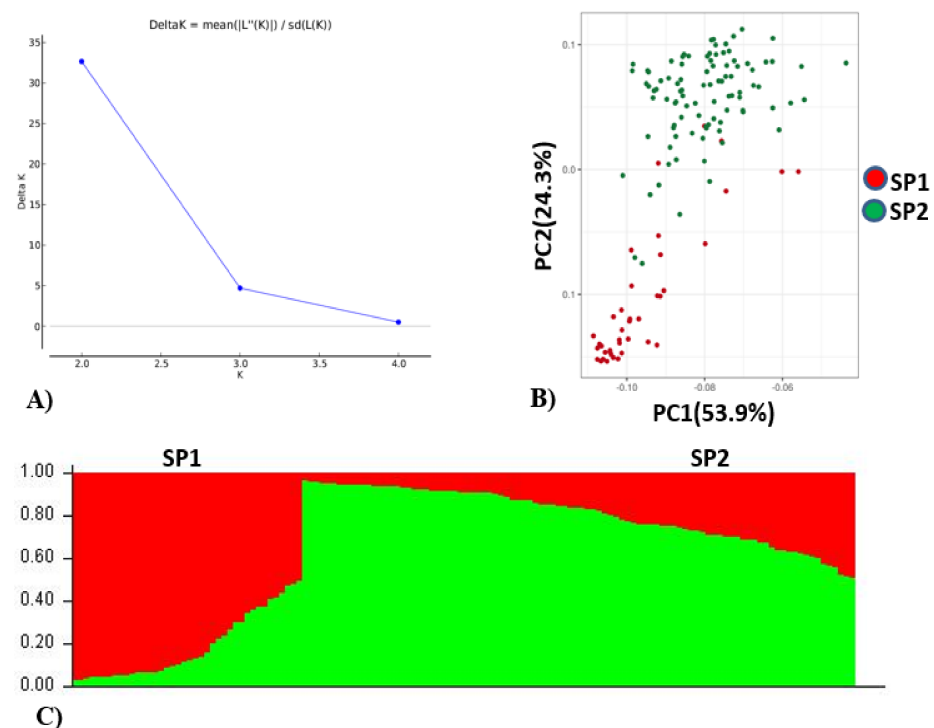 DeltaK = mean(|L''(K)|) / sd(L(K))
35
30
25
20
15
10
5
0
Delta K
2.0 2.5 3.0 3.5 4.0
K
A)
0.1
0.0
0.1
PC2(24.3%)
-0.10 -0.08 -0.06
PC1(53.9%)
SP1
SP2
B)
SP1 SP2
1.00
0.80
0.60
0.40
0.20
0.00
C)